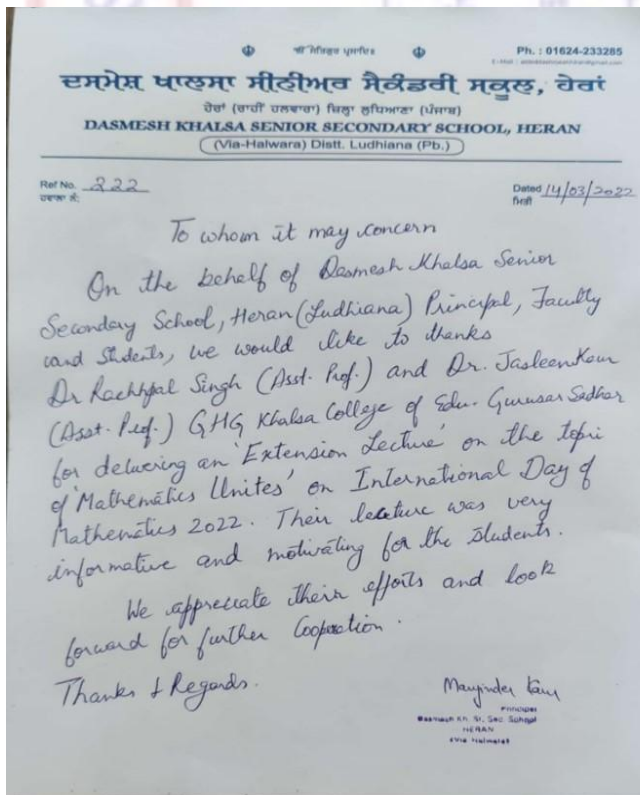 ੴ ਸਤਿਗੁਰ ਪ੍ਰਸਾਦਿ॥
Ph. : 01624-233285
ਦਸਮੇਸ਼ ਖਾਲਸਾ ਸੀਨੀਅਰ ਸੈਕੰਡਰੀ ਸਕੂਲ, ਹੇਰਾਂ
ਹੇਰਾਂ (ਰਾਹੀਂ ਹਲਵਾਰਾ) ਜ਼ਿਲ੍ਹਾ ਲੁਧਿਆਣਾ (ਪੰਜਾਬ)
DASMESH KHALSA SENIOR SECONDARY SCHOOL, HERAN
(Via-Halwara) Distt. Ludhiana (Pb.)
Ref No. 222
ਹਵਾਲਾ ਨੰ:
Dated 14/03/2022
ਮਿਤੀ
To whom it may concern
On the behalf of Dasmesh Khalsa Senior
Secondary School, Heran (Ludhiana) Principal, Faculty
and Students, we would like to thanks
Dr Rachhpal Singh (Asst. Prof.) and Dr. Jasleen Kaur
(Asst. Prof.) GHG Khalsa College of Edu. Gurusar Sadhar
for delivering an 'Extension Lecture' on the topic
of 'Mathematics Unites' on International Day of
Mathematics 2022. Their lecture was very
informative and motivating for the students.
We appreciate their efforts and look
forward for further Cooperation.
Thanks & Regards.
Manjinder Kaur
Principal
Dasmesh Kh. Sr. Sec. School
HERAN
(Via Halwara)